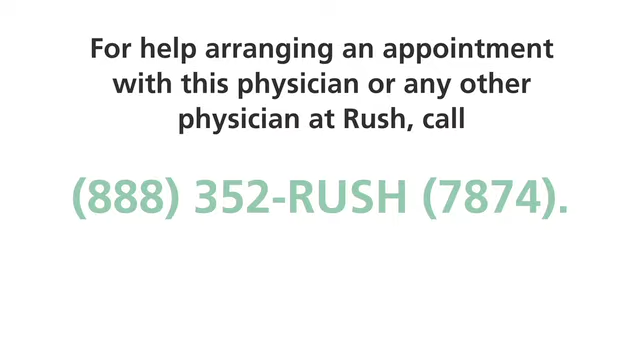 For help arranging an appointment
with this physician or any other
physician at Rush, call
(888) 352-RUSH (7874).